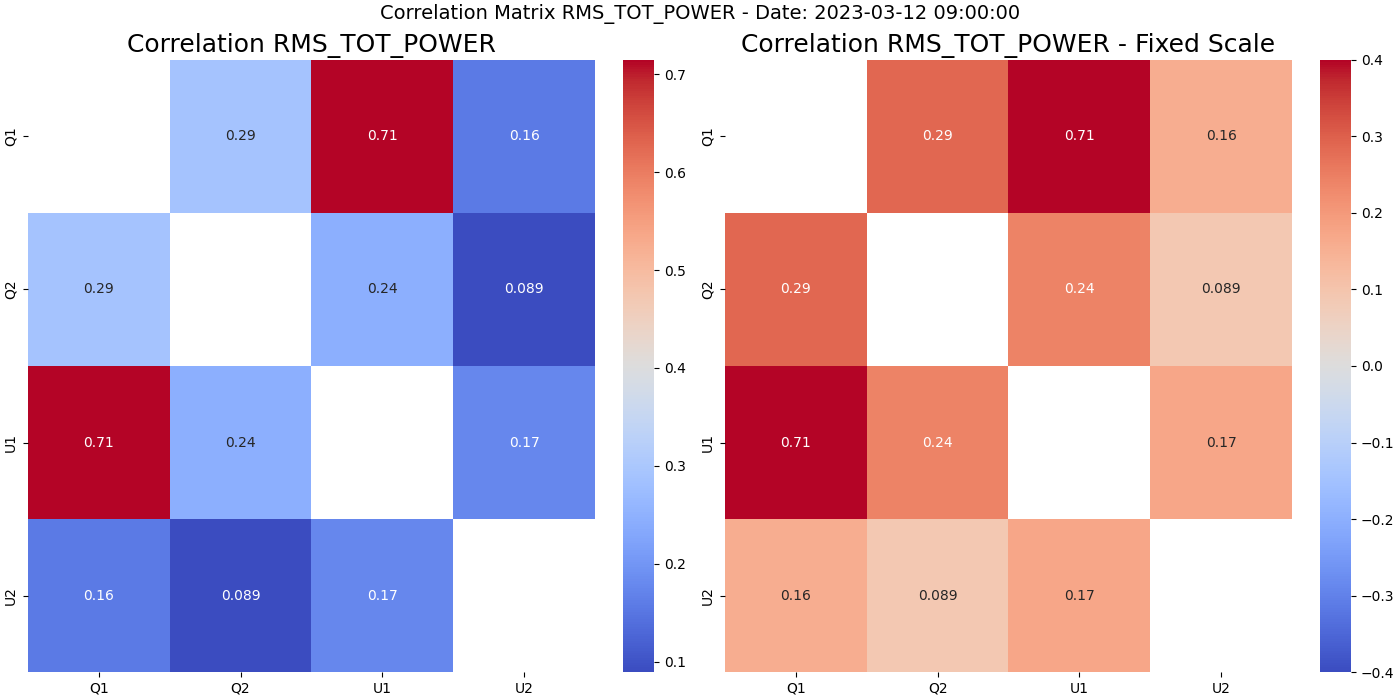 Correlation Matrix RMS_TOT_POWER - Date: 2023-03-12 09:00:00
Correlation RMS_TOT_POWER
Q1
0.29
0.71
0.16
Q2
0.29
0.24
0.089
U1
0.71
0.24
0.17
U2
0.16
0.089
0.17
Q1
Q2
U1
U2
0.7
0.6
0.5
0.4
0.3
0.2
0.1
Correlation RMS_TOT_POWER - Fixed Scale
Q1
0.29
0.71
0.16
Q2
0.29
0.24
0.089
U1
0.71
0.24
0.17
U2
0.16
0.089
0.17
Q1
Q2
U1
U2
0.4
0.3
0.2
0.1
0.0
−0.1
−0.2
−0.3
−0.4